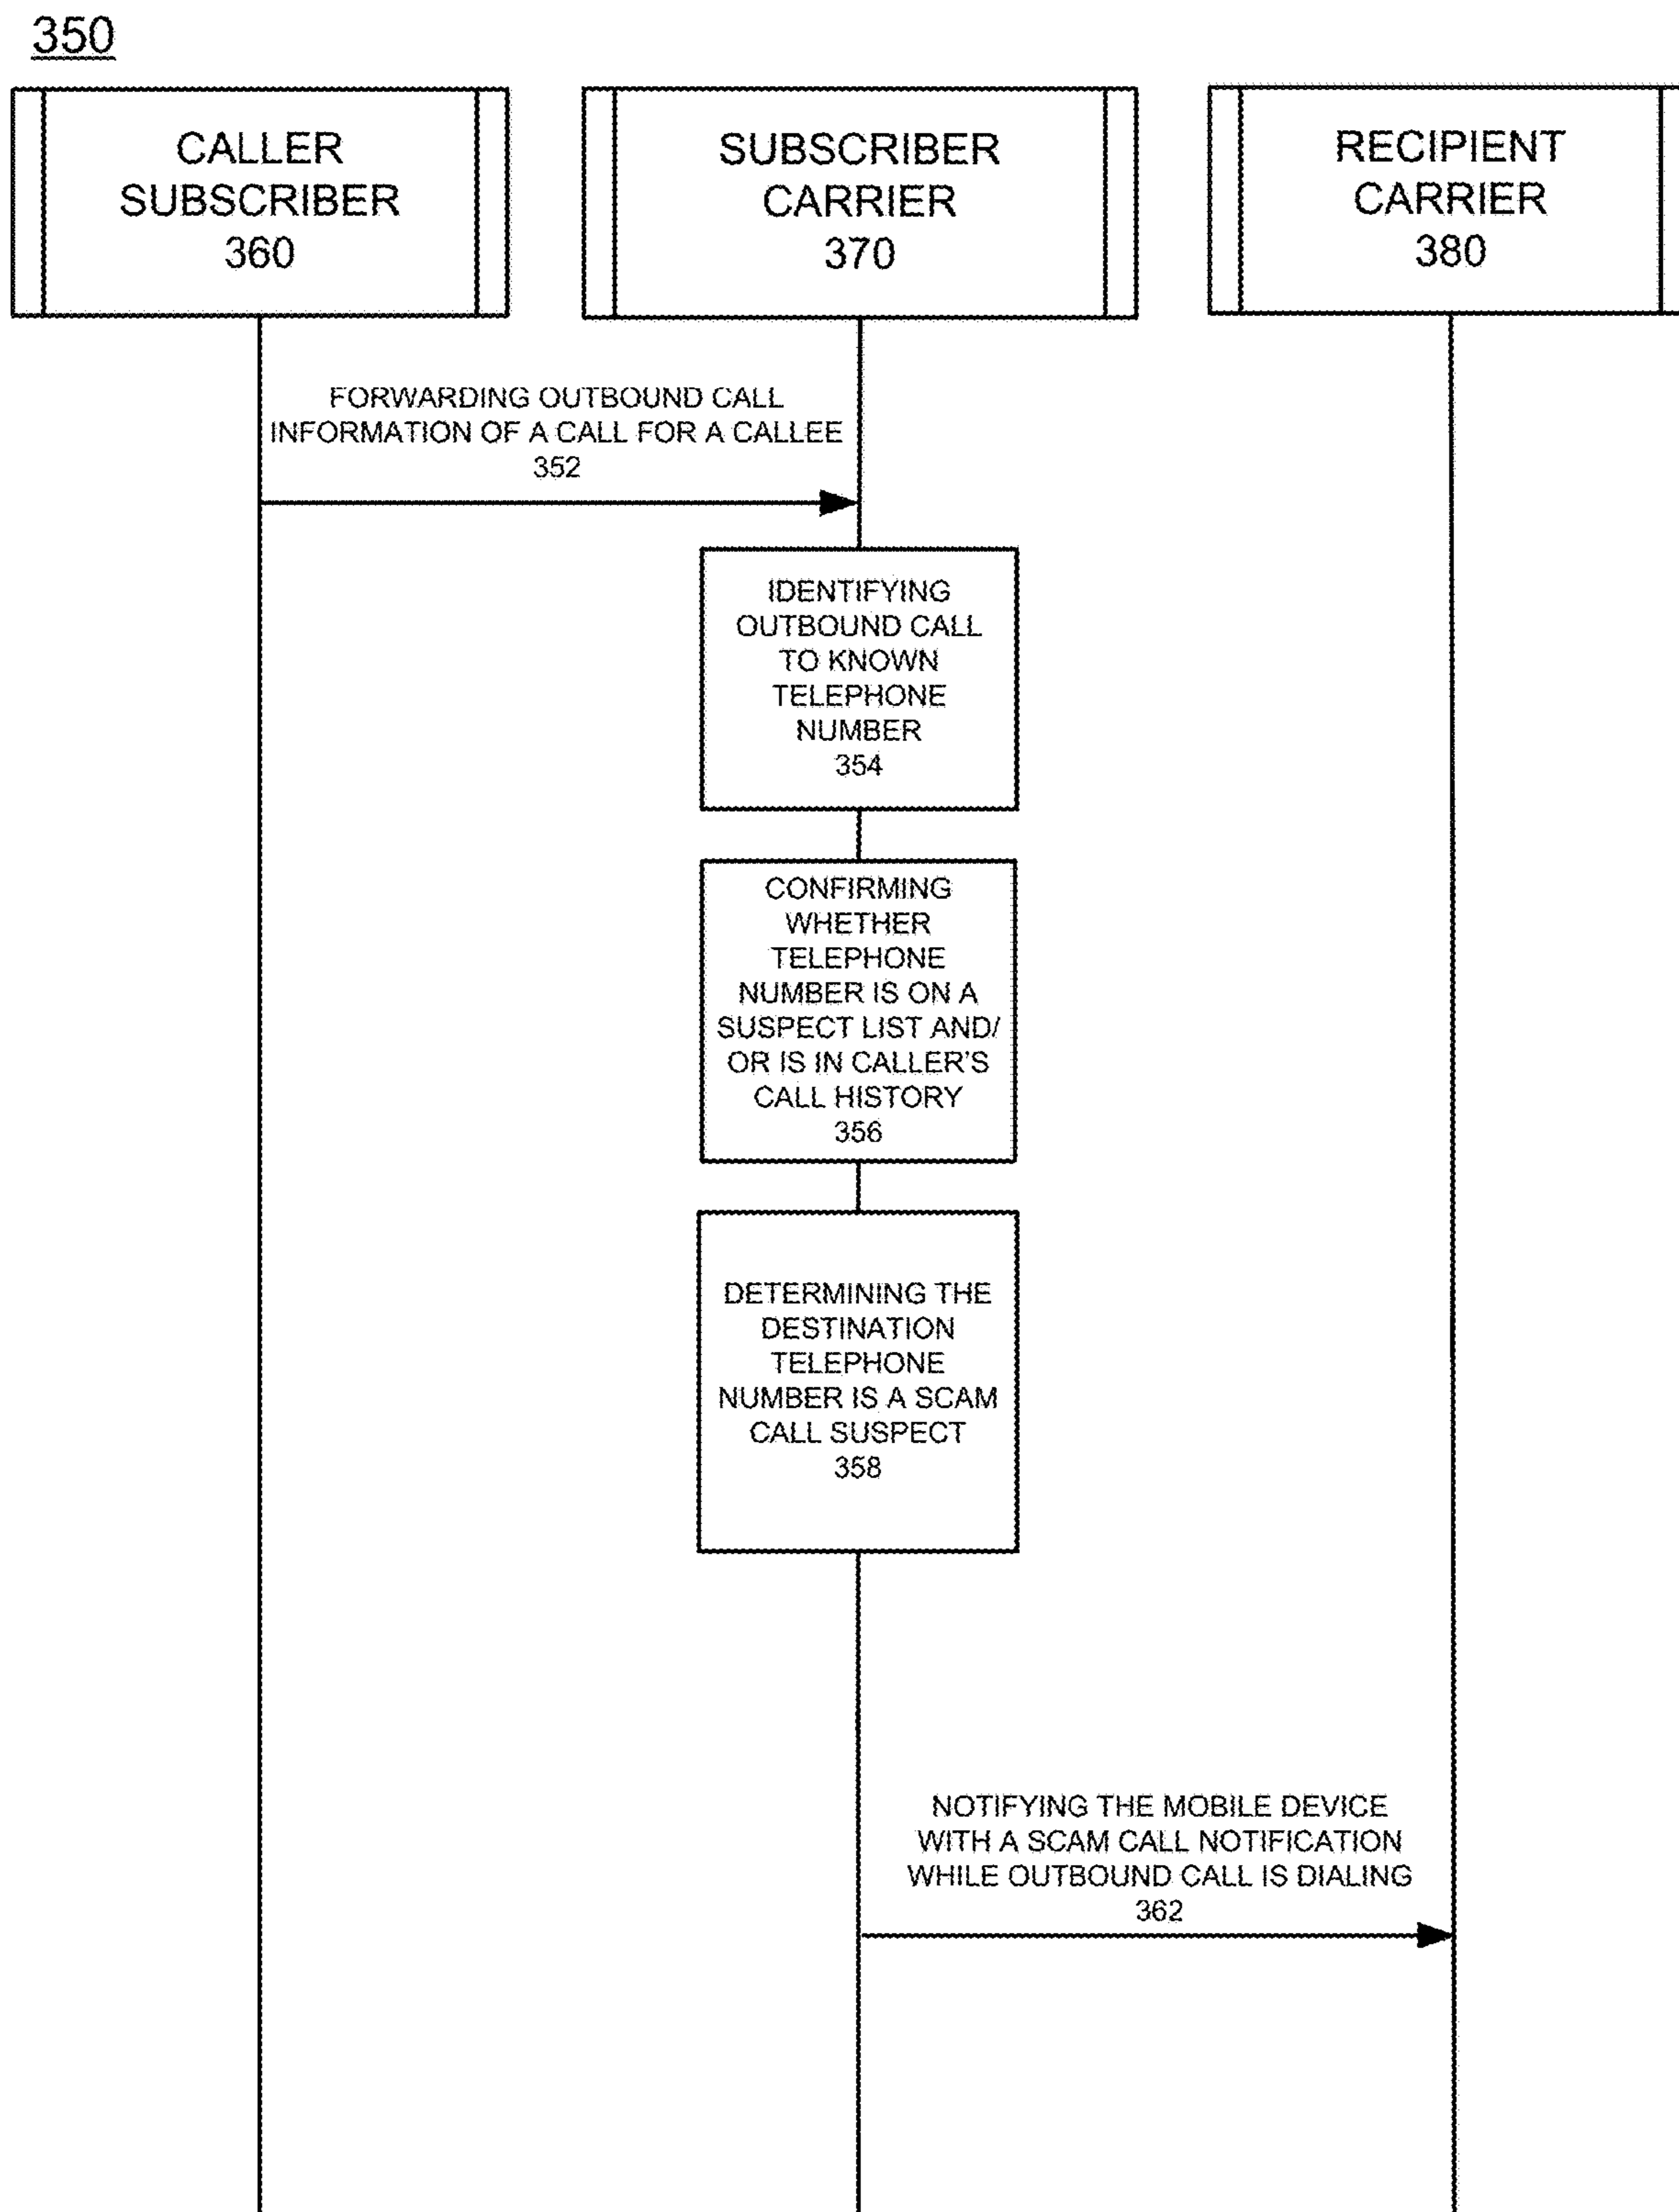 350
CALLER
SUBSCRIBER
360
SUBSCRIBER
CARRIER
370
RECIPIENT
CARRIER
380
FORWARDING OUTBOUND CALL
INFORMATION OF A CALL FOR A CALLEE
352
IDENTIFYING
OUTBOUND CALL
TO KNOWN
TELEPHONE
NUMBER
354
CONFIRMING
WHETHER
TELEPHONE
NUMBER IS ON A
SUSPECT LIST AND/
OR IS IN CALLER'S
CALL HISTORY
356
DETERMINING THE
DESTINATION
TELEPHONE
NUMBER IS A SCAM
CALL SUSPECT
358
NOTIFYING THE MOBILE DEVICE
WITH A SCAM CALL NOTIFICATION
WHILE OUTBOUND CALL IS DIALING
362